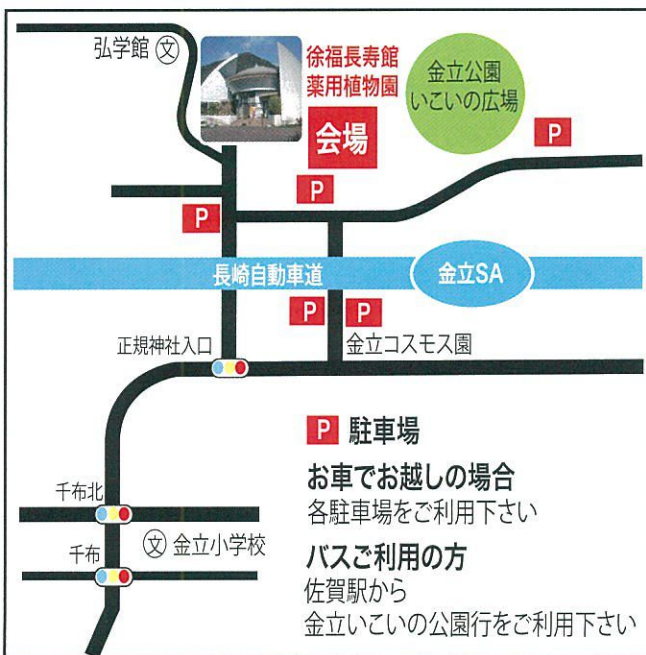 弘学館 文
徐福長寿館
薬用植物園
会場
金立公園
いこいの広場
P
P
P
長崎自動車道
金立SA
P
P
正規神社入口
金立コスモス園
P 駐車場
お車でお越しの場合
各駐車場をご利用下さい
千布北
文 金立小学校
千布
バスご利用の方
佐賀駅から
金立いこいの公園行をご利用下さい